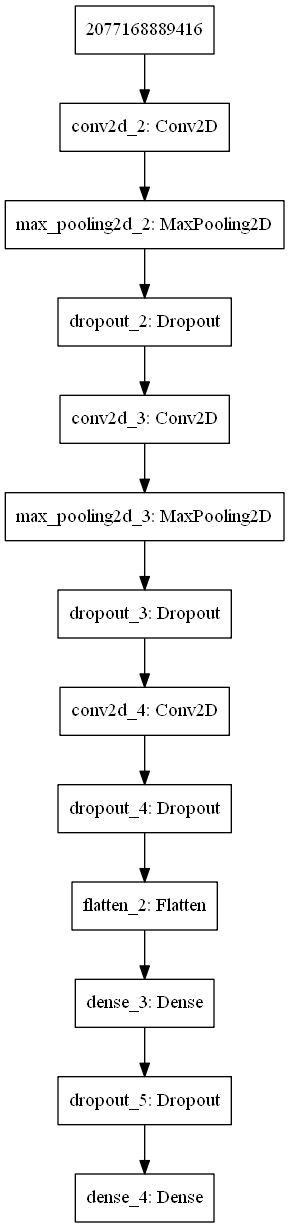 2077168889416
conv2d_2: Conv2D
max_pooling2d_2: MaxPooling2D
dropout_2: Dropout
conv2d_3: Conv2D
max_pooling2d_3: MaxPooling2D
dropout_3: Dropout
conv2d_4: Conv2D
dropout_4: Dropout
flatten_2: Flatten
dense_3: Dense
dropout_5: Dropout
dense_4: Dense